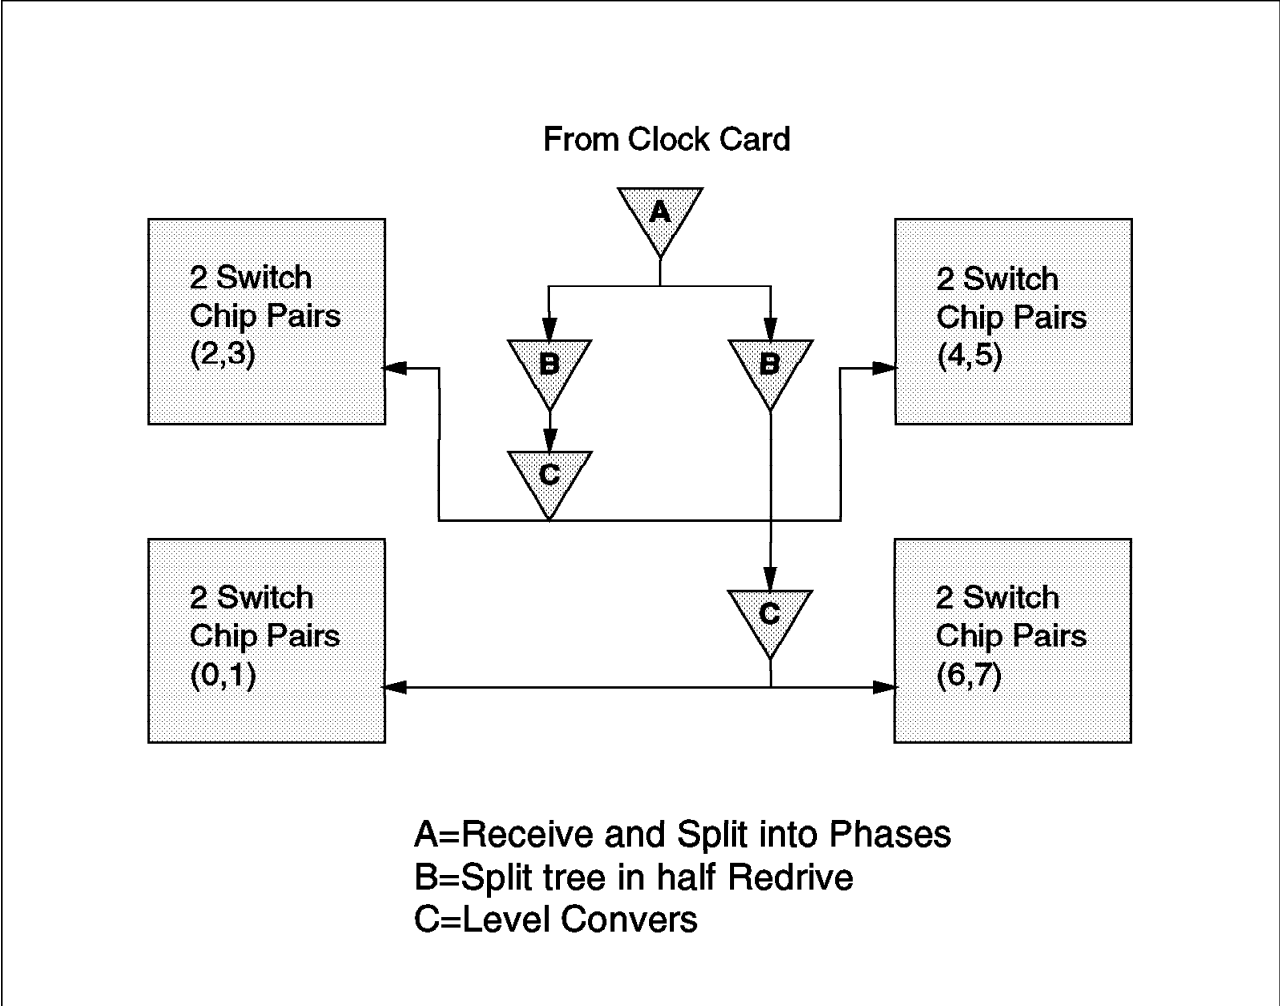 From Clock Card
A
2 Switch
Chip Pairs
(2,3)
B
B
2 Switch
Chip Pairs
(4,5)
C
2 Switch
Chip Pairs
(0,1)
C
2 Switch
Chip Pairs
(6,7)
A=Receive and Split into Phases
B=Split tree in half Redrive
C=Level Convers